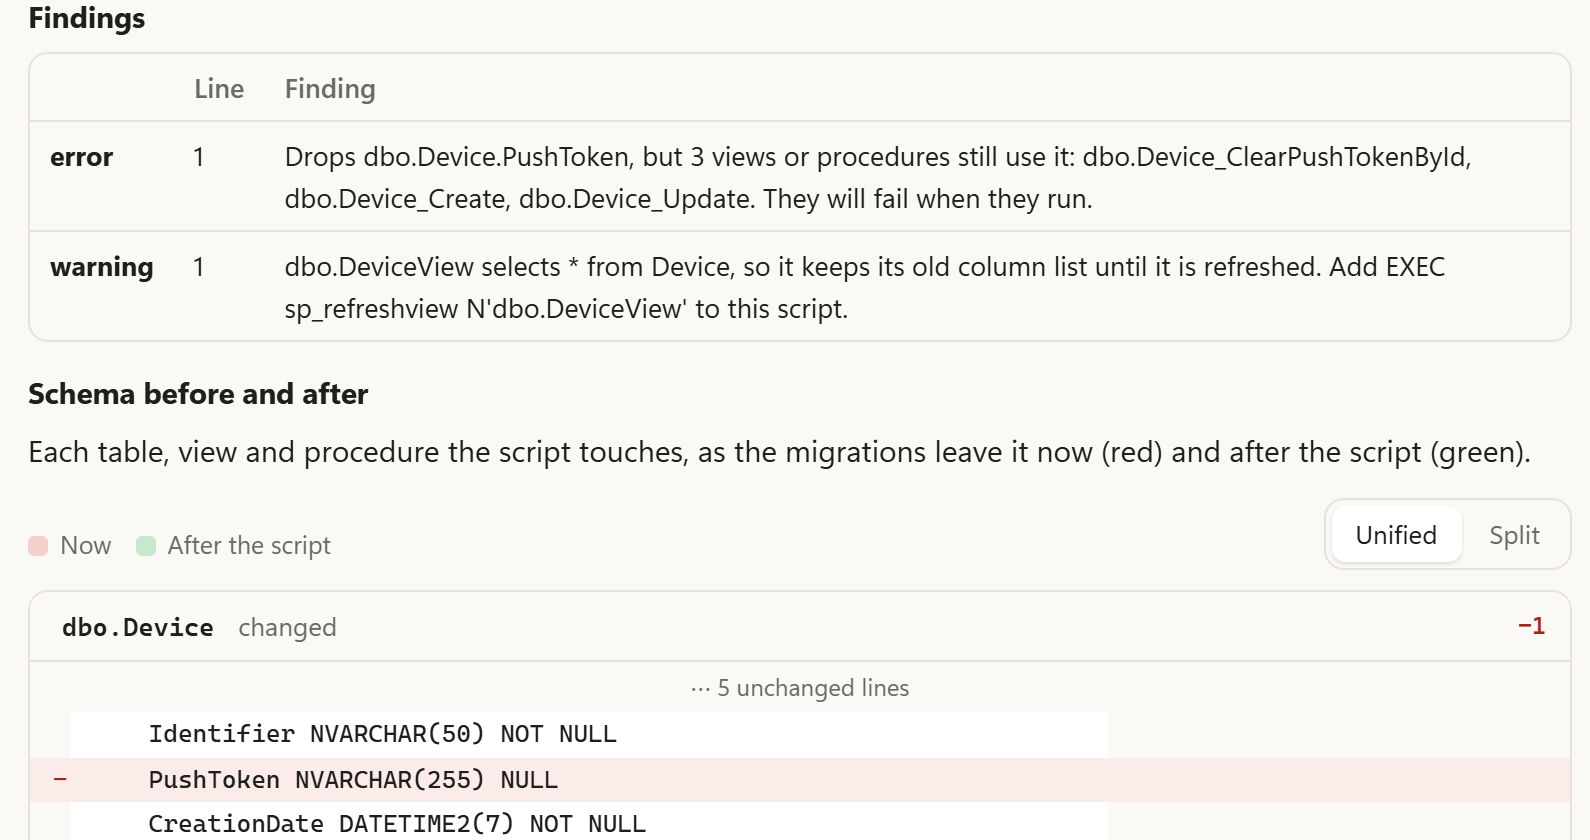 Findings
Line Finding
error 1 Drops dbo.Device.PushToken, but 3 views or procedures still use it: dbo.Device_ClearPushTokenById,
dbo.Device_Create, dbo.Device_Update. They will fail when they run.
warning 1 dbo.DeviceView selects * from Device, so it keeps its old column list until it is refreshed. Add EXEC
sp_refreshview N'dbo.DeviceView' to this script.
Schema before and after
Each table, view and procedure the script touches, as the migrations leave it now (red) and after the script (green).
Now After the script Unified Split
dbo.Device changed −1
··· 5 unchanged lines
Identifier NVARCHAR(50) NOT NULL
− PushToken NVARCHAR(255) NULL
CreationDate DATETIME2(7) NOT NULL